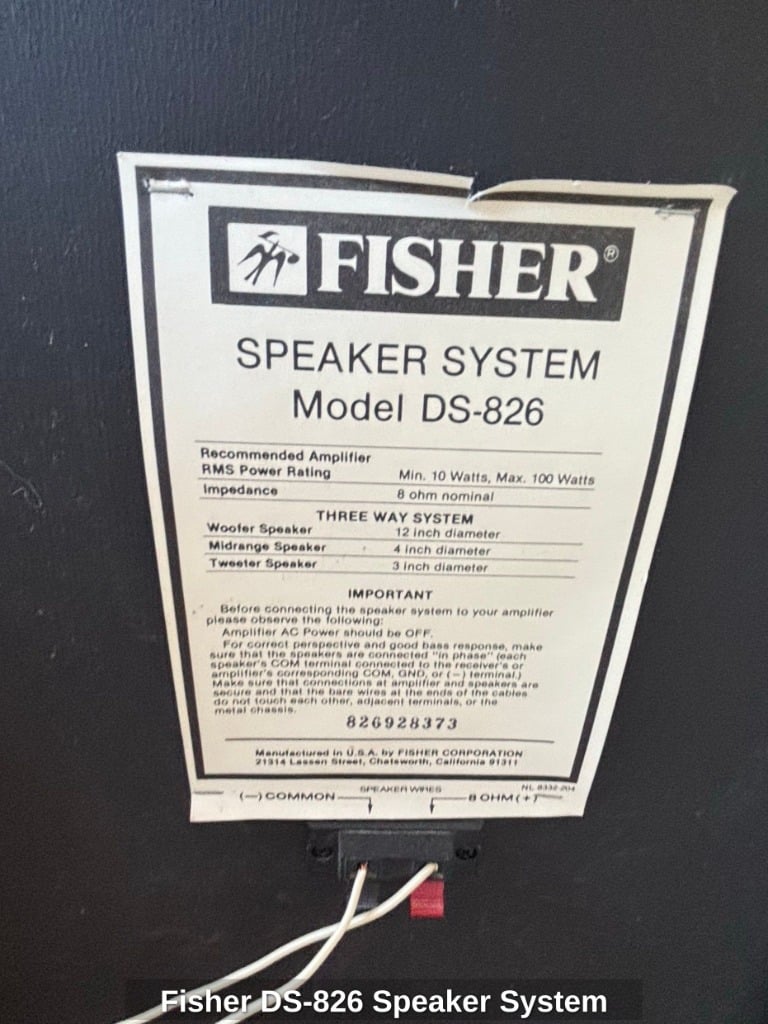 FISHER®
SPEAKER SYSTEM
Model DS-826
Recommended Amplifier
RMS Power Rating Min. 10 Watts, Max. 100 Watts
Impedance 8 ohm nominal
THREE WAY SYSTEM
Woofer Speaker 12 inch diameter
Midrange Speaker 4 inch diameter
Tweeter Speaker 3 inch diameter
IMPORTANT
Before connecting the speaker system to your amplifier
please observe the following:
Amplifier AC Power should be OFF.
For correct perspective and good bass response, make
sure that the speakers are connected "in phase" (each
speaker's COM terminal connected to the receiver's or
amplifier's corresponding COM, GND, or (−) terminal.)
Make sure that connections at amplifier and speakers are
secure and that the bare wires at the ends of the cables
do not touch each other, adjacent terminals, or the
metal chassis.
826928373
Manufactured in U.S.A. by FISHER CORPORATION
21314 Lassen Street, Chatsworth, California 91311
SPEAKER WIRES NL 8332-204
(−) COMMON 8 OHM (+)
Fisher DS-826 Speaker System